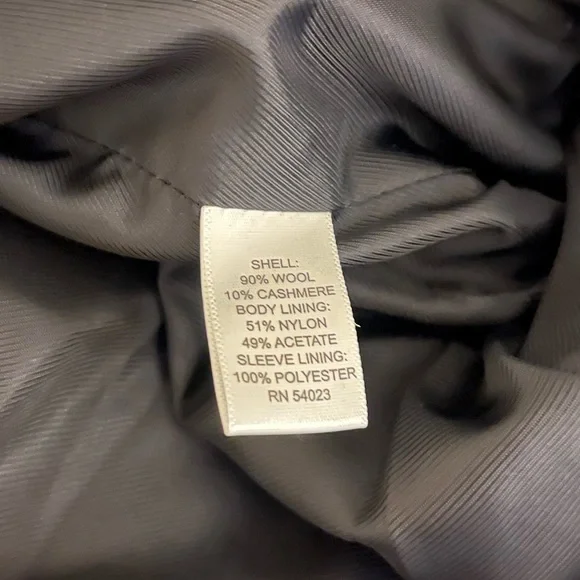 SHELL:
90% WOOL
10% CASHMERE
BODY LINING:
51% NYLON
49% ACETATE
SLEEVE LINING:
100% POLYESTER
RN 54023